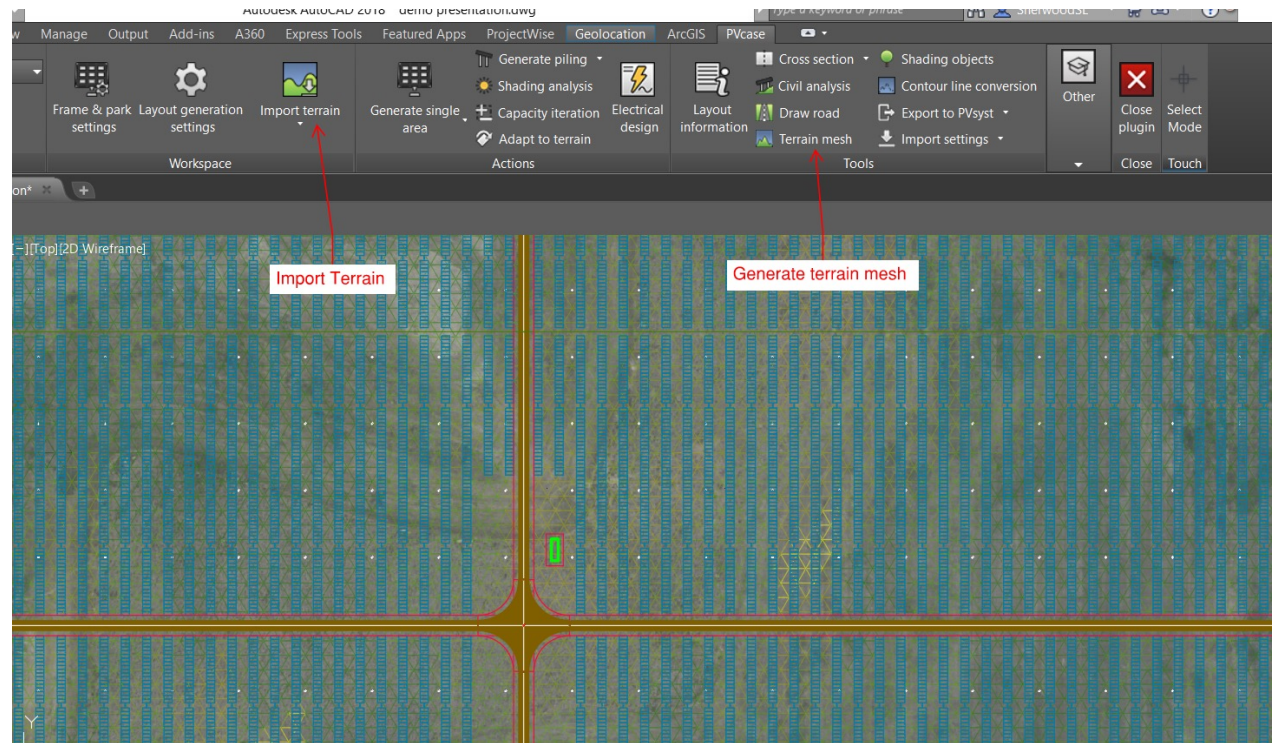 Autodesk AutoCAD 2018 demo presentation.dwg
Type a keyword or phrase
SherwoodSL
w Manage Output Add-ins A360 Express Tools Featured Apps ProjectWise Geolocation ArcGIS PVcase
Frame & park settings
Layout generation settings
Import terrain
Workspace
Generate single area
Generate piling
Shading analysis
Capacity iteration
Adapt to terrain
Electrical design
Actions
Layout information
Cross section
Civil analysis
Draw road
Terrain mesh
Shading objects
Contour line conversion
Export to PVsyst
Import settings
Tools
Other
Close plugin
Close
Select Mode
Touch
on*
[−][Top][2D Wireframe]
Import Terrain
Generate terrain mesh
Y